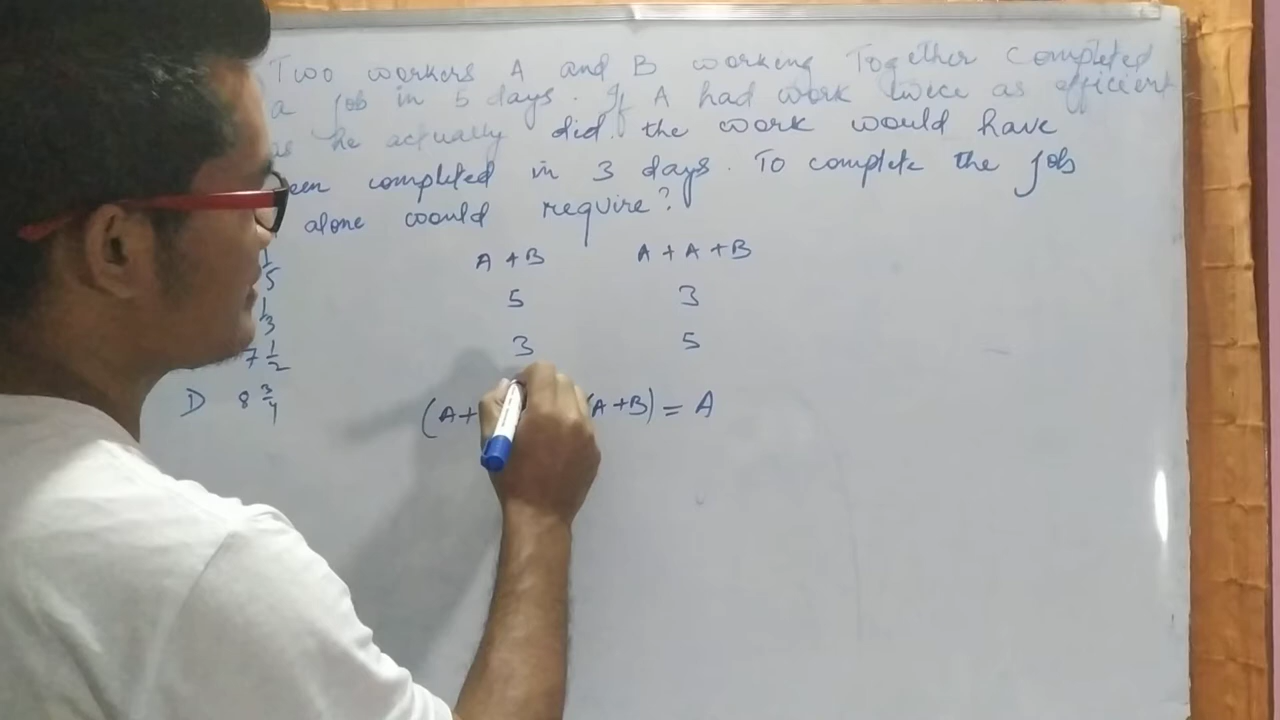 Two workers A and B working Together Completed
a job in 5 days. If A had work twice as efficient
as he actually did. the work would have
een completed in 3 days. To complete the job
alone would require?
A + B A + A + B
1/5
5 3
1/3
3 5
7 1/2
D 8 3/4
(A+ (A+B) = A